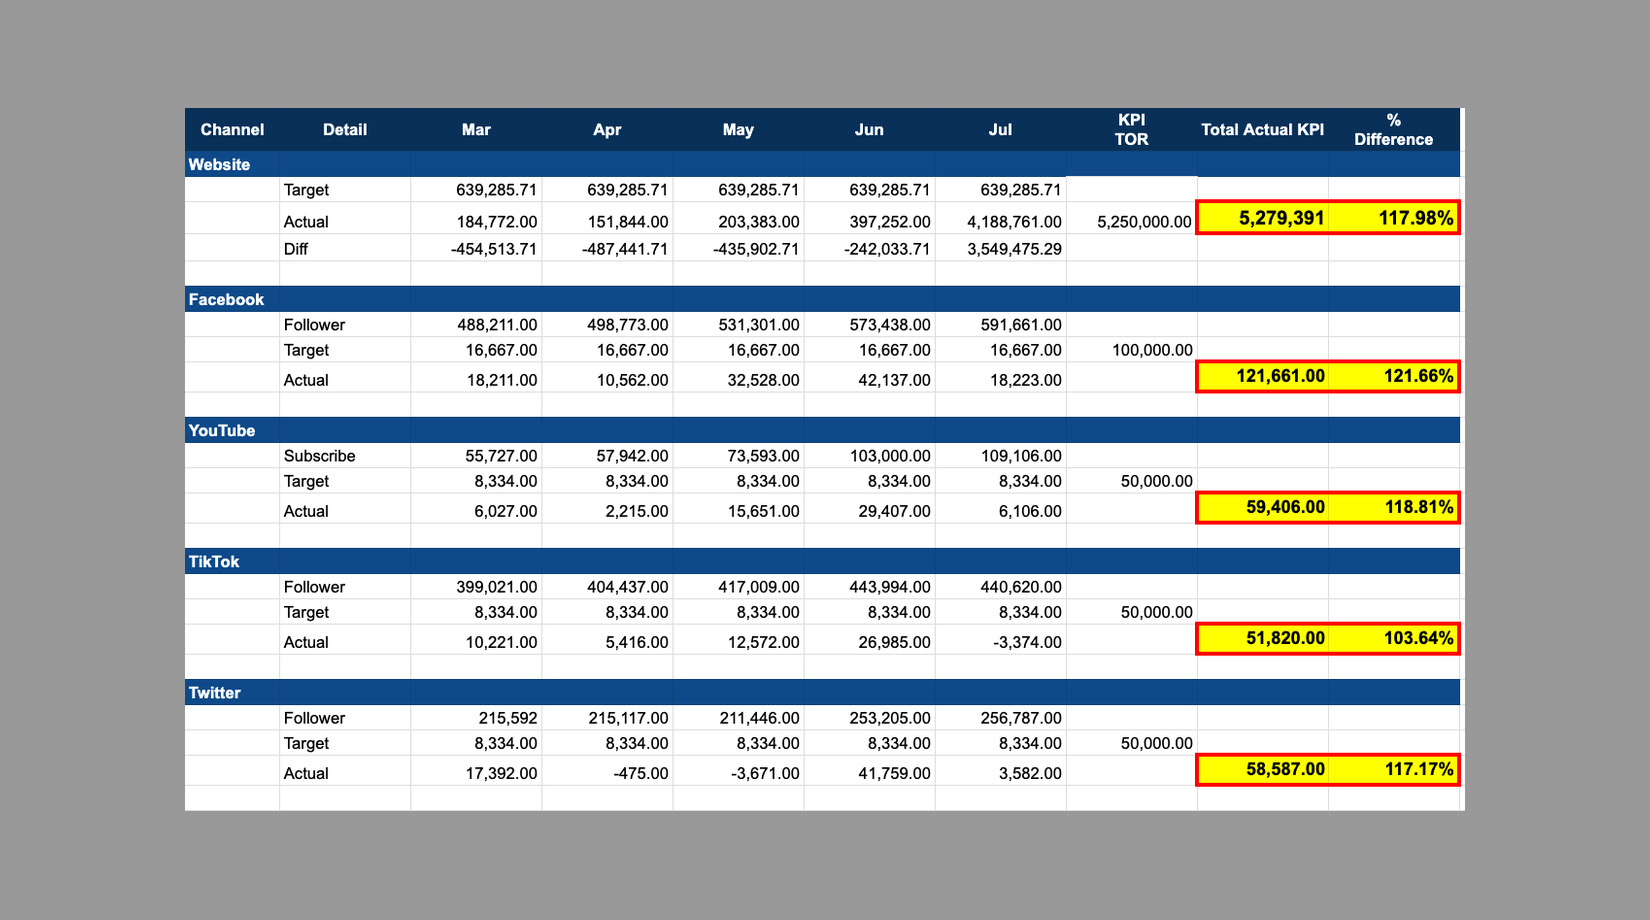 Channel Detail Mar Apr May Jun Jul KPI TOR Total Actual KPI % Difference
Website
Target 639,285.71 639,285.71 639,285.71 639,285.71 639,285.71
Actual 184,772.00 151,844.00 203,383.00 397,252.00 4,188,761.00 5,250,000.00 5,279,391 117.98%
Diff -454,513.71 -487,441.71 -435,902.71 -242,033.71 3,549,475.29
Facebook
Follower 488,211.00 498,773.00 531,301.00 573,438.00 591,661.00
Target 16,667.00 16,667.00 16,667.00 16,667.00 16,667.00 100,000.00
Actual 18,211.00 10,562.00 32,528.00 42,137.00 18,223.00 121,661.00 121.66%
YouTube
Subscribe 55,727.00 57,942.00 73,593.00 103,000.00 109,106.00
Target 8,334.00 8,334.00 8,334.00 8,334.00 8,334.00 50,000.00
Actual 6,027.00 2,215.00 15,651.00 29,407.00 6,106.00 59,406.00 118.81%
TikTok
Follower 399,021.00 404,437.00 417,009.00 443,994.00 440,620.00
Target 8,334.00 8,334.00 8,334.00 8,334.00 8,334.00 50,000.00
Actual 10,221.00 5,416.00 12,572.00 26,985.00 -3,374.00 51,820.00 103.64%
Twitter
Follower 215,592 215,117.00 211,446.00 253,205.00 256,787.00
Target 8,334.00 8,334.00 8,334.00 8,334.00 8,334.00 50,000.00
Actual 17,392.00 -475.00 -3,671.00 41,759.00 3,582.00 58,587.00 117.17%